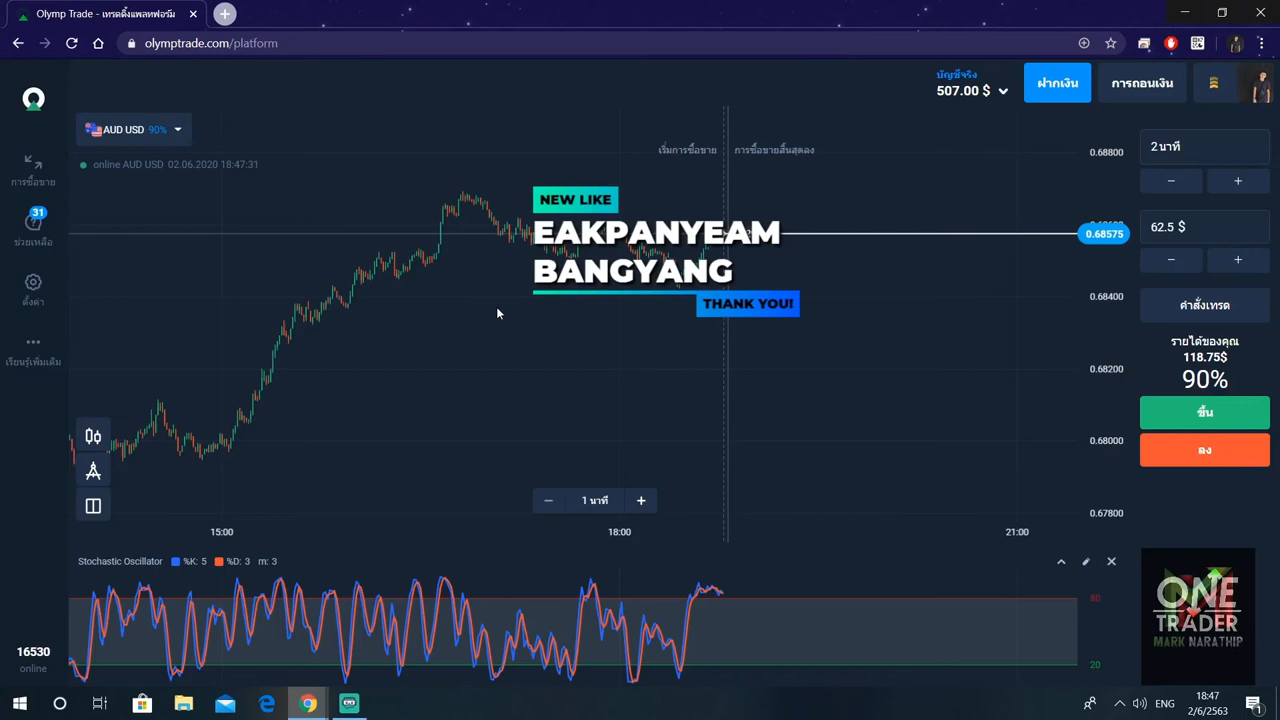 Olymp Trade - เทรดดิ้งแพลทฟอร์ม
olymptrade.com/platform
บัญชีจริง
507.00 $
ฝากเงิน
การถอนเงิน
AUD USD 90%
online AUD USD 02.06.2020 18:47:31
การซื้อขาย
31
ช่วยเหลือ
ตั้งค่า
เรียนรู้เพิ่มเติม
16530
online
เริ่มการซื้อขาย
การซื้อขายสิ้นสุดลง
NEW LIKE
EAKPANYEAM
BANGYANG
THANK YOU!
0.68800
0.68575
0.68400
0.68200
0.68000
0.67800
1 นาที
15:00
18:00
21:00
Stochastic Oscillator %K: 5 %D: 3 m: 3
80
20
2 นาที
62.5 $
คำสั่งเทรด
รายได้ของคุณ
118.75$
90%
ขึ้น
ลง
ONE
TRADER
MARK NARATHIP
ENG
18:47
2/6/2563
1